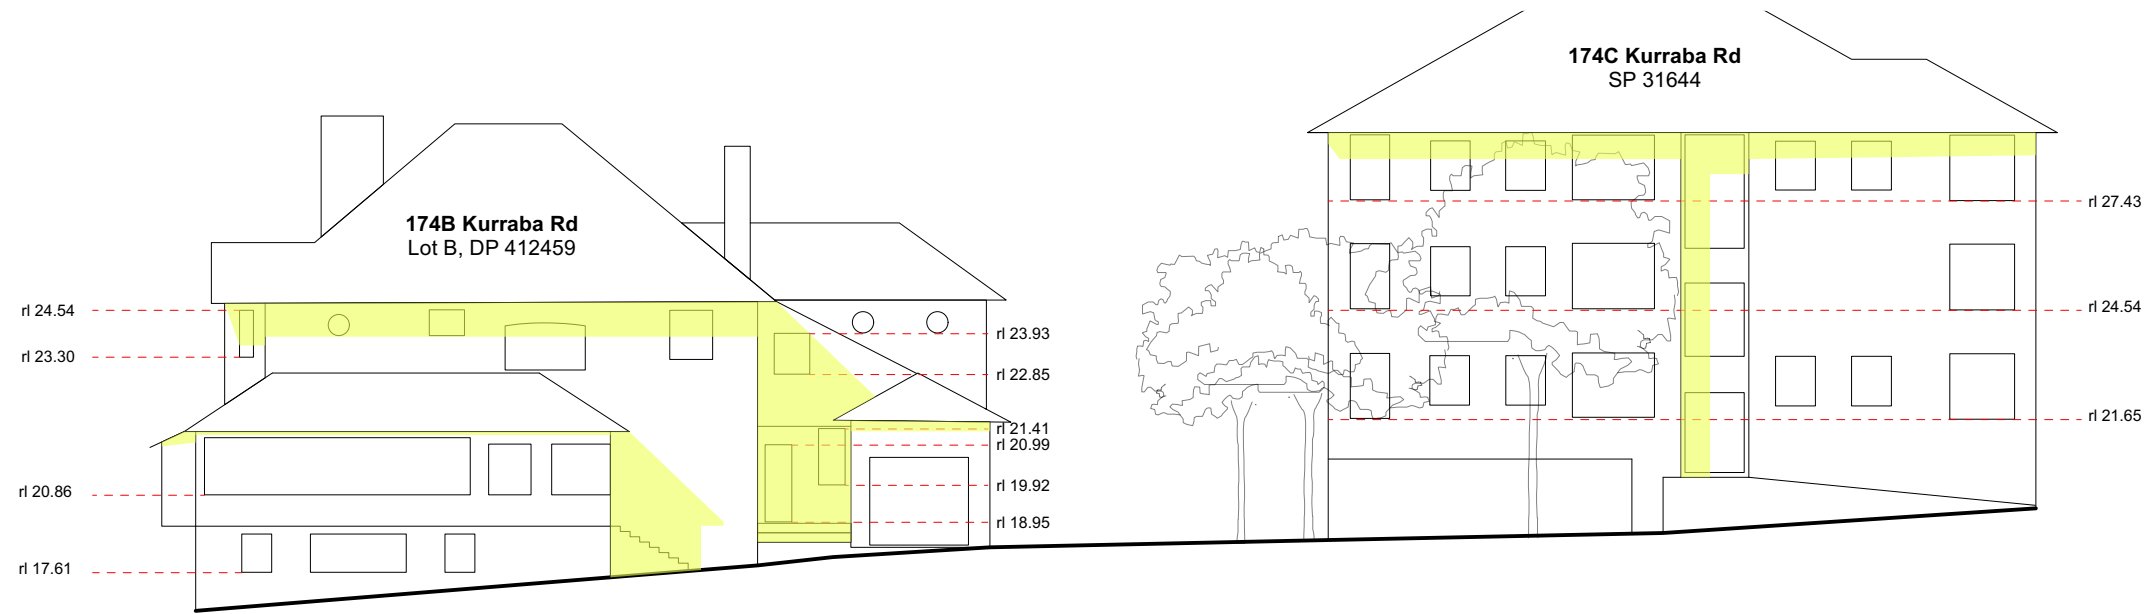 174C Kurraba Rd
SP 31644
174B Kurraba Rd
Lot B, DP 412459
rl 24.54
rl 23.30
rl 20.86
rl 17.61
rl 23.93
rl 22.85
rl 21.41
rl 20.99
rl 19.92
rl 18.95
rl 27.43
rl 24.54
rl 21.65